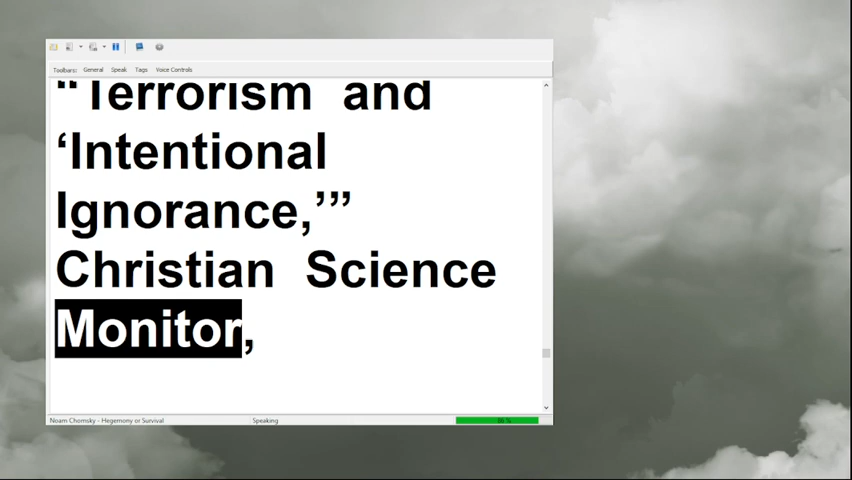 Toolbars: General Speak Tags Voice Controls
“Terrorism and
‘Intentional
Ignorance,’”
Christian Science
Monitor,
Noam Chomsky - Hegemony or Survival Speaking 86 %